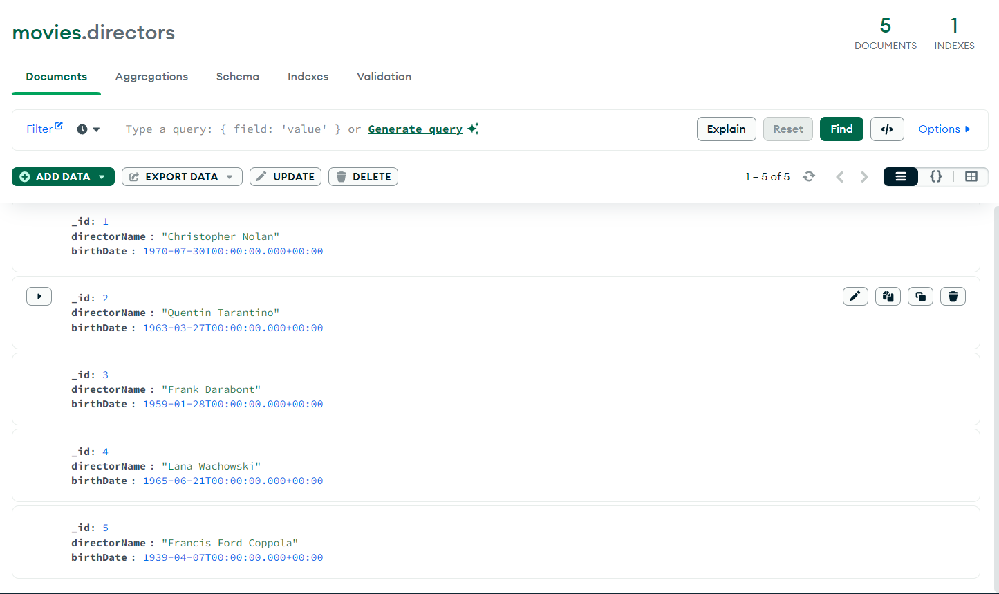 movies.directors
5
DOCUMENTS
1
INDEXES
Documents Aggregations Schema Indexes Validation
Filter Type a query: { field: 'value' } or Generate query Explain Reset Find </> Options
ADD DATA EXPORT DATA UPDATE DELETE 1 – 5 of 5 {}
_id: 1
directorName : "Christopher Nolan"
birthDate : 1970-07-30T00:00:00.000+00:00
_id: 2
directorName : "Quentin Tarantino"
birthDate : 1963-03-27T00:00:00.000+00:00
_id: 3
directorName : "Frank Darabont"
birthDate : 1959-01-28T00:00:00.000+00:00
_id: 4
directorName : "Lana Wachowski"
birthDate : 1965-06-21T00:00:00.000+00:00
_id: 5
directorName : "Francis Ford Coppola"
birthDate : 1939-04-07T00:00:00.000+00:00